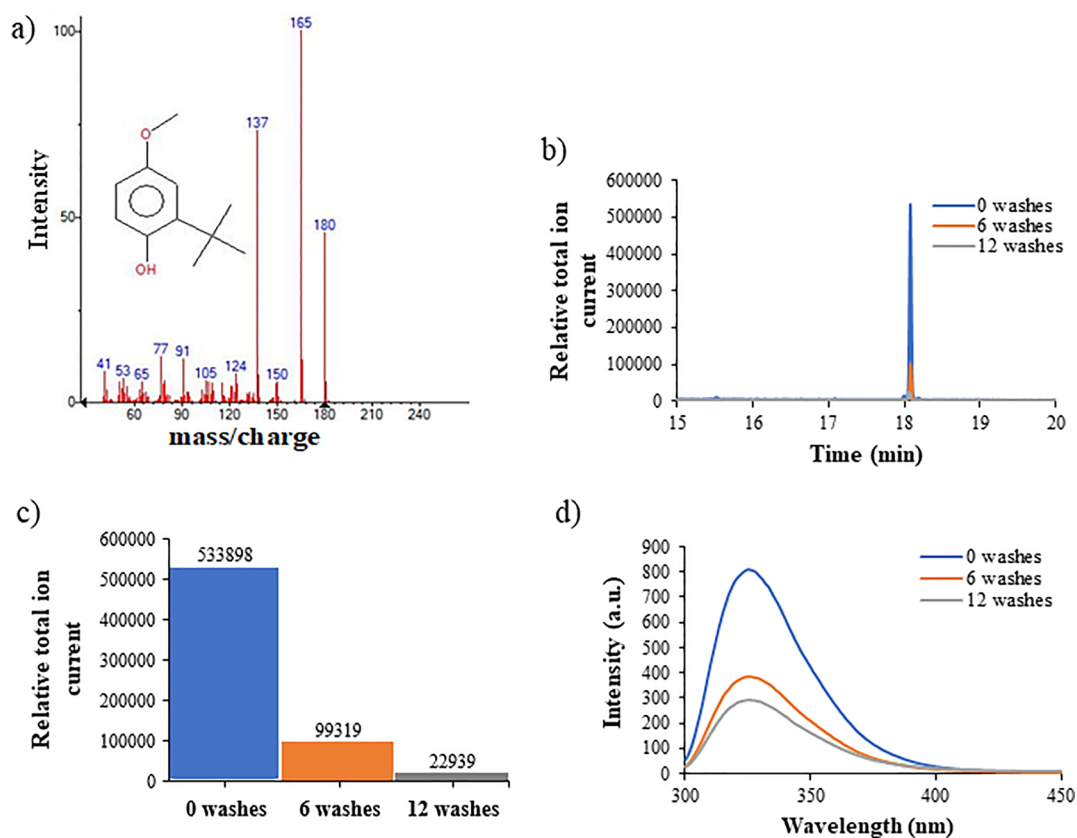 a)
100
50
0
Intensity
165
137
180
77
91
41
53
65
105
124
150
O
OH
60
90
120
150
180
210
240
mass/charge
b)
Relative total ion
current
600000
500000
400000
300000
200000
100000
0
0 washes
6 washes
12 washes
15
16
17
18
19
20
Time (min)
c)
Relative total ion
current
600000
500000
400000
300000
200000
100000
0
533898
99319
22939
0 washes
6 washes
12 washes
d)
Intensity (a.u.)
900
800
700
600
500
400
300
200
100
0
0 washes
6 washes
12 washes
300
350
400
450
Wavelength (nm)